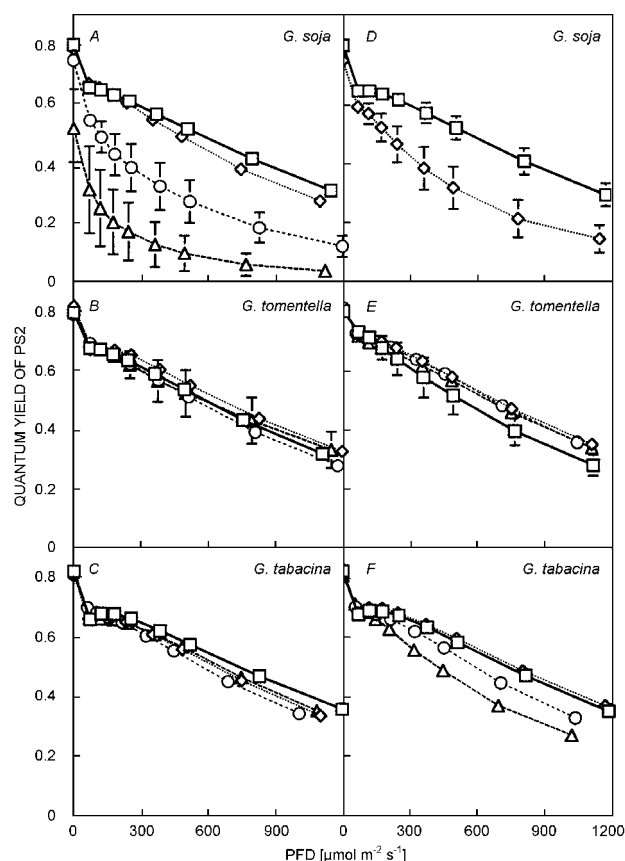 A G. soja
D G. soja
0.8
0.6
0.4
0.2
0
B G. tomentella
E G. tomentella
0.8
0.6
0.4
0.2
0
C G. tabacina
F G. tabacina
0.8
0.6
0.4
0.2
0
QUANTUM YIELD OF PS2
0 300 600 900 0 300 600 900 1200
PFD [µmol m⁻² s⁻¹]